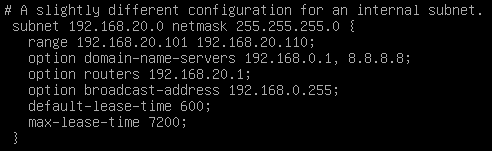 # A slightly different configuration for an internal subnet.
subnet 192.168.20.0 netmask 255.255.255.0 {
range 192.168.20.101 192.168.20.110;
option domain-name-servers 192.168.0.1, 8.8.8.8;
option routers 192.168.20.1;
option broadcast-address 192.168.0.255;
default-lease-time 600;
max-lease-time 7200;
}